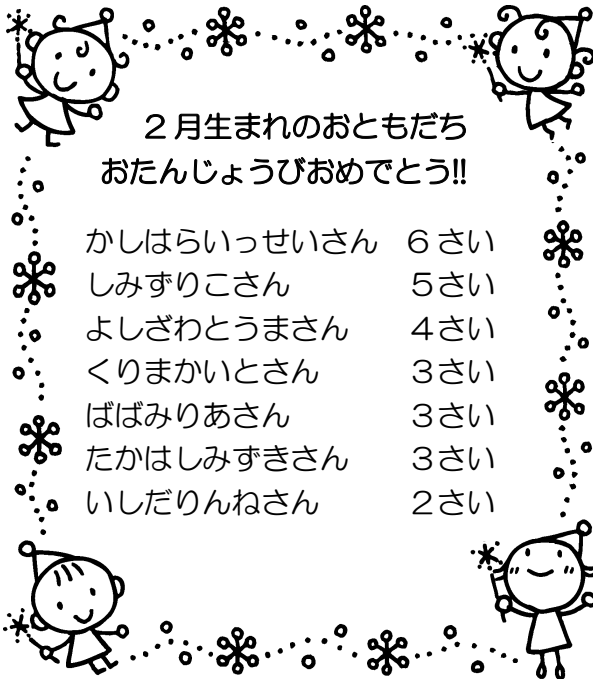 ２月生まれのおともだち
おたんじょうびおめでとう!!
かしはらいっせいさん　６さい
しみずりこさん　５さい
よしざわとうまさん　４さい
くりまかいとさん　３さい
ばばみりあさん　３さい
たかはしみずきさん　３さい
いしだりんねさん　２さい